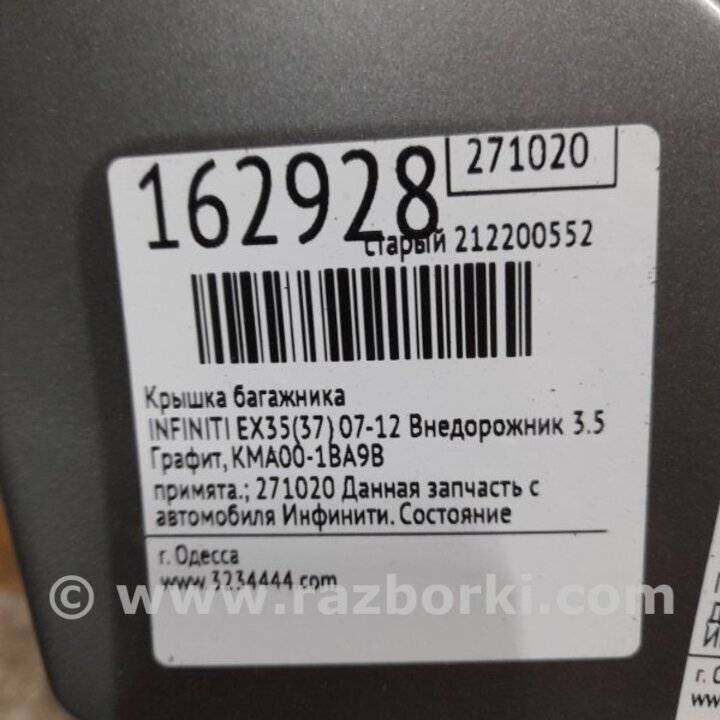 162928
271020
старый 212200552
Крышка багажника
INFINITI EX35(37) 07-12 Внедорожник 3.5
Графит, KMA00-1BA9B
примята.; 271020 Данная запчасть с
автомобиля Инфинити. Состояние
г. Одесса
www.3234444.com
© www.razborki.com
г.